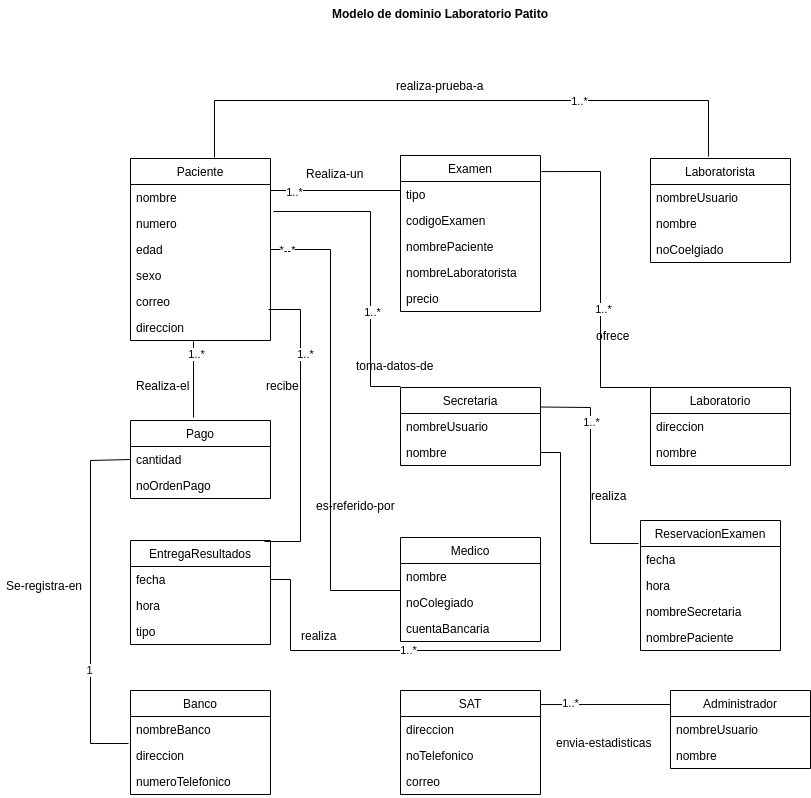 Modelo de dominio Laboratorio Patito
realiza-prueba-a
1..*
Paciente
nombre
numero
edad
sexo
correo
direccion
Realiza-un
1..*
*--*
Examen
tipo
codigoExamen
nombrePaciente
nombreLaboratorista
precio
Laboratorista
nombreUsuario
nombre
noCoelgiado
1..*
ofrece
1..*
toma-datos-de
1..*
Realiza-el
1..*
recibe
Pago
cantidad
noOrdenPago
Secretaria
nombreUsuario
nombre
Laboratorio
direccion
nombre
1..*
realiza
es-referido-por
EntregaResultados
fecha
hora
tipo
Medico
nombre
noColegiado
cuentaBancaria
ReservacionExamen
fecha
hora
nombreSecretaria
nombrePaciente
Se-registra-en
1
realiza
1..*
Banco
nombreBanco
direccion
numeroTelefonico
SAT
direccion
noTelefonico
correo
1..*
envia-estadisticas
Administrador
nombreUsuario
nombre